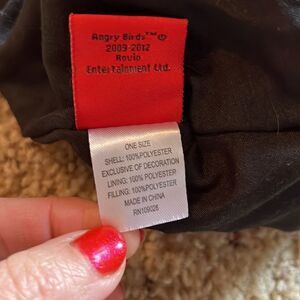 Angry Birds™ ©
2009-2012
Rovio
Entertainment Ltd.
ONE SIZE
SHELL: 100%POLYESTER
EXCLUSIVE OF DECORATION
LINING: 100% POLYESTER
FILLING: 100% POLYESTER
MADE IN CHINA
RN109026